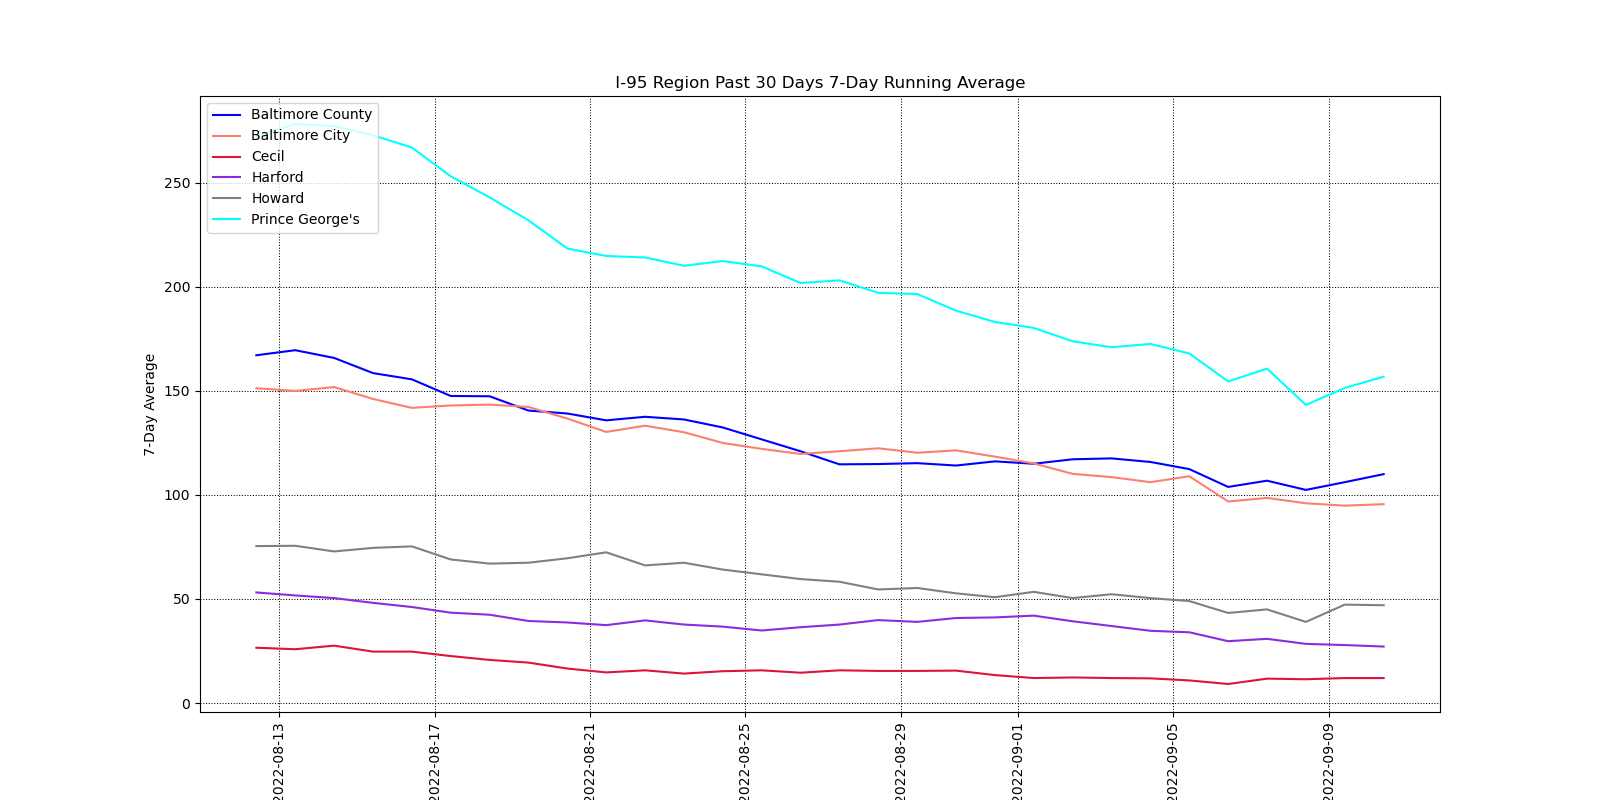 I-95 Region Past 30 Days 7-Day Running Average
Baltimore County
Baltimore City
Cecil
Harford
Howard
Prince George's
7-Day Average
250
200
150
100
50
0
2022-08-13
2022-08-17
2022-08-21
2022-08-25
2022-08-29
2022-09-01
2022-09-05
2022-09-09